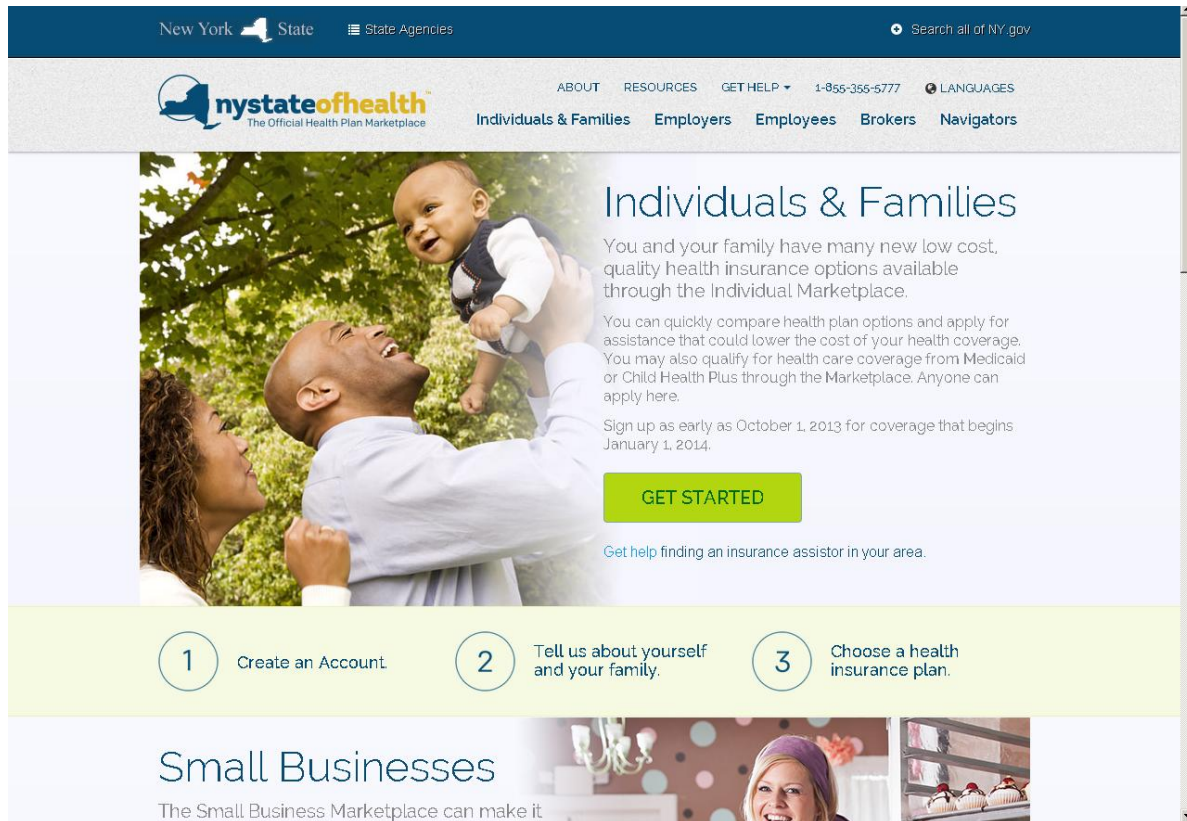 New York State
State Agencies
Search all of NY.gov
nystateofhealth™
The Official Health Plan Marketplace
ABOUT RESOURCES GET HELP 1-855-355-5777 LANGUAGES
Individuals & Families Employers Employees Brokers Navigators
Individuals & Families
You and your family have many new low cost,
quality health insurance options available
through the Individual Marketplace.
You can quickly compare health plan options and apply for
assistance that could lower the cost of your health coverage.
You may also qualify for health care coverage from Medicaid
or Child Health Plus through the Marketplace. Anyone can
apply here.
Sign up as early as October 1, 2013 for coverage that begins
January 1, 2014.
GET STARTED
Get help finding an insurance assistor in your area.
1 Create an Account.
2 Tell us about yourself
and your family.
3 Choose a health
insurance plan.
Small Businesses
The Small Business Marketplace can make it